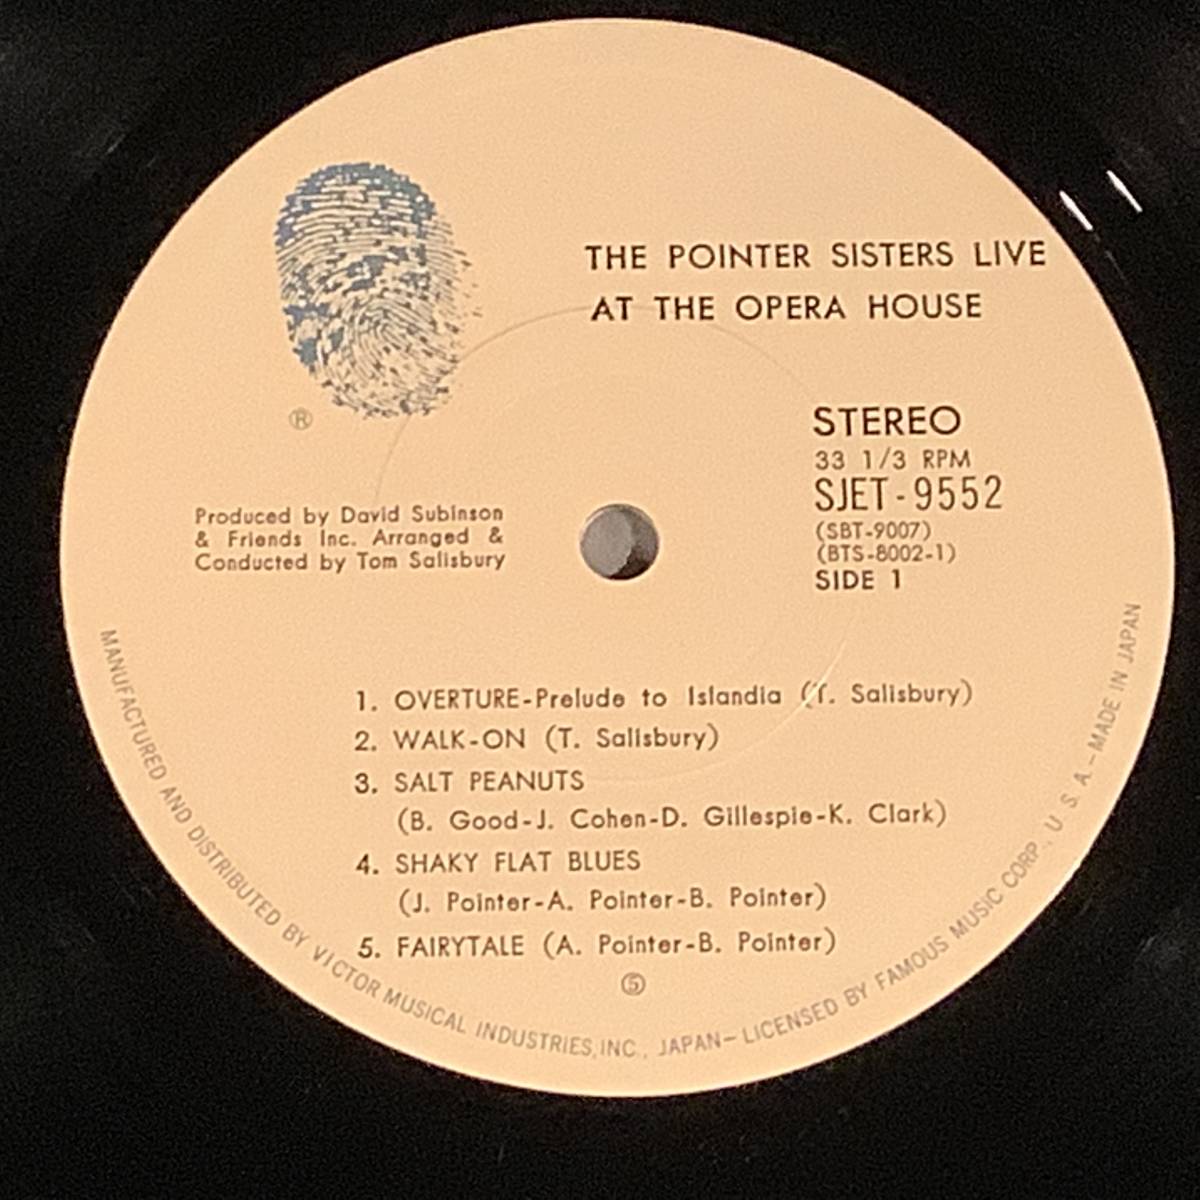 THE POINTER SISTERS LIVE
AT THE OPERA HOUSE
®
STEREO
33 1/3 RPM
SJET-9552
(SBT-9007)
(BTS-8002-1)
SIDE 1
Produced by David Subinson
& Friends Inc. Arranged &
Conducted by Tom Salisbury
1. OVERTURE-Prelude to Islandia (T. Salisbury)
2. WALK-ON (T. Salisbury)
3. SALT PEANUTS
(B. Good-J. Cohen-D. Gillespie-K. Clark)
4. SHAKY FLAT BLUES
(J. Pointer-A. Pointer-B. Pointer)
5. FAIRYTALE (A. Pointer-B. Pointer)
⑤
MANUFACTURED AND DISTRIBUTED BY VICTOR MUSICAL INDUSTRIES, INC., JAPAN–LICENSED BY FAMOUS MUSIC CORP., U. S. A.–MADE IN JAPAN